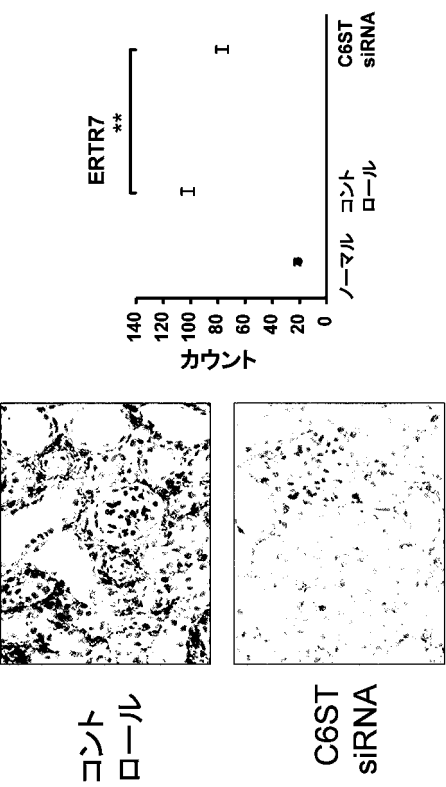 コント
ロール
C6ST
siRNA
ERTR7
**
カウント
140
120
100
80
60
40
20
0
ノーマル
コント
ロール
C6ST
siRNA